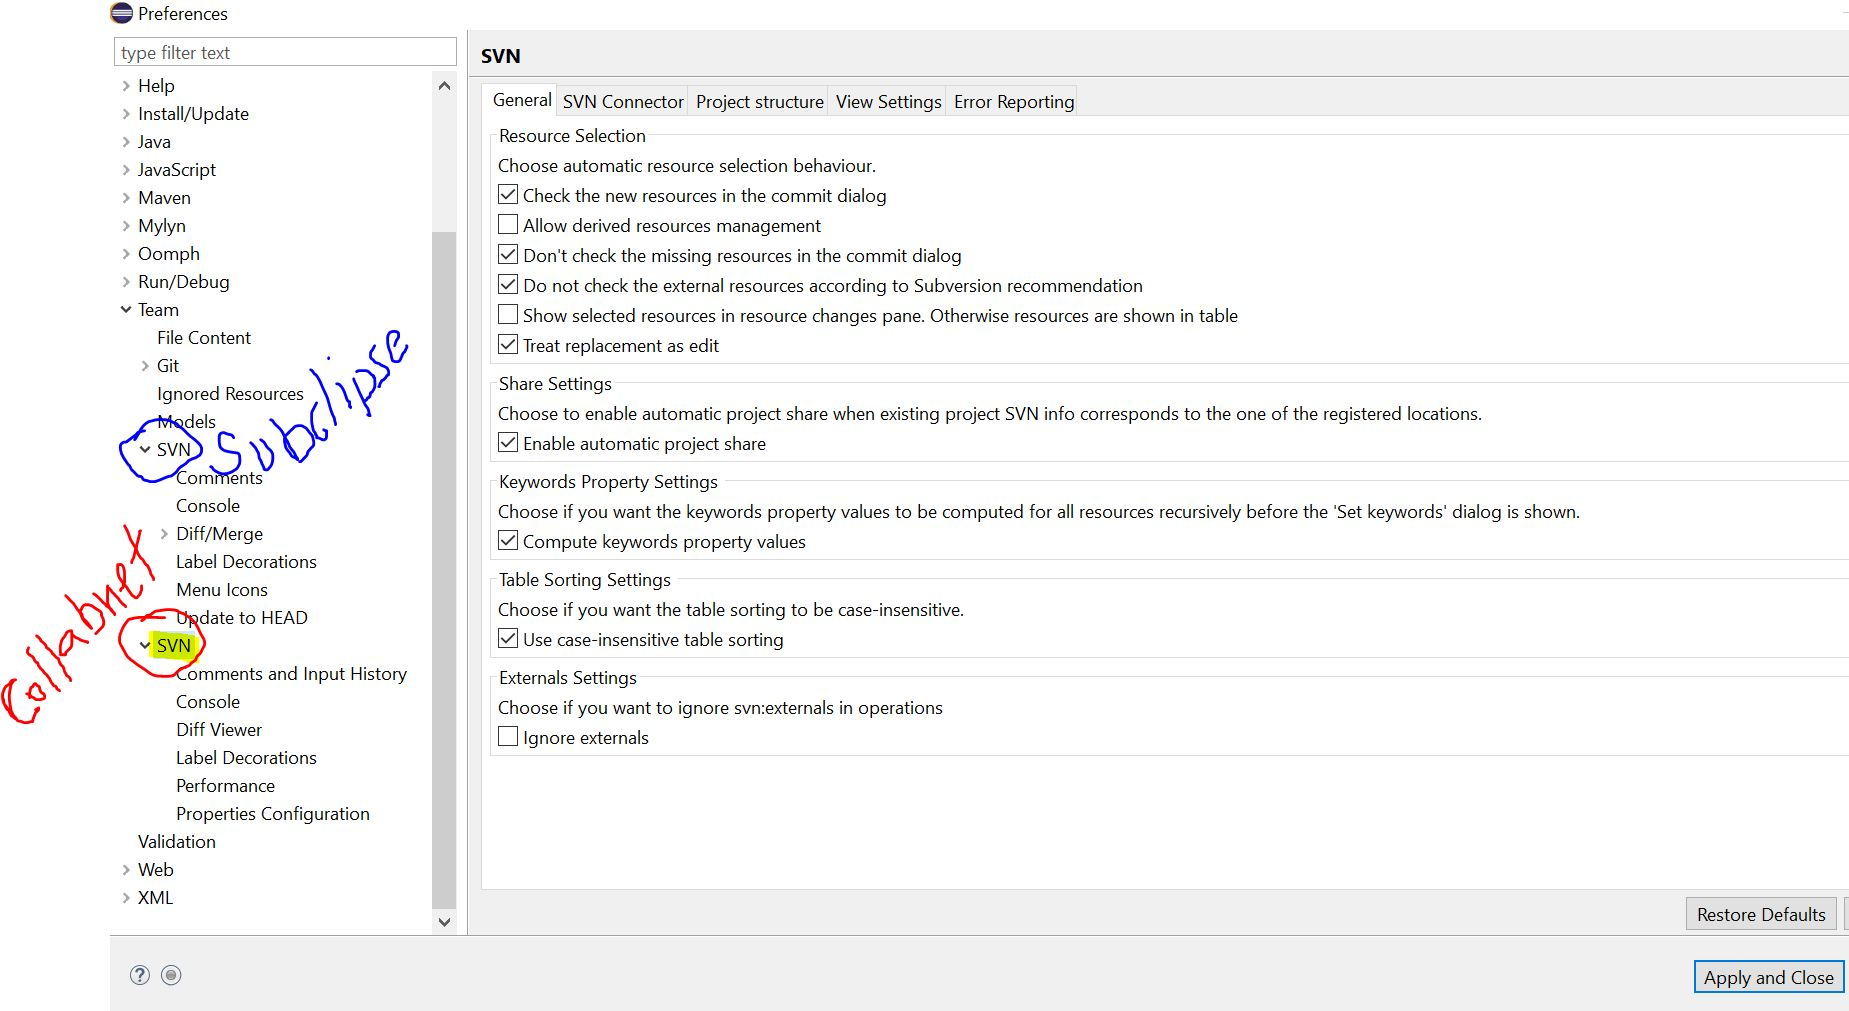 Preferences
type filter text
Help
Install/Update
Java
JavaScript
Maven
Mylyn
Oomph
Run/Debug
Team
File Content
Git
Ignored Resources
Models
SVN
Subclipse
Comments
Console
Diff/Merge
Label Decorations
Menu Icons
Update to HEAD
Collabnet
SVN
Comments and Input History
Console
Diff Viewer
Label Decorations
Performance
Properties Configuration
Validation
Web
XML
SVN
General SVN Connector Project structure View Settings Error Reporting
Resource Selection
Choose automatic resource selection behaviour.
Check the new resources in the commit dialog
Allow derived resources management
Don't check the missing resources in the commit dialog
Do not check the external resources according to Subversion recommendation
Show selected resources in resource changes pane. Otherwise resources are shown in table
Treat replacement as edit
Share Settings
Choose to enable automatic project share when existing project SVN info corresponds to the one of the registered locations.
Enable automatic project share
Keywords Property Settings
Choose if you want the keywords property values to be computed for all resources recursively before the 'Set keywords' dialog is shown.
Compute keywords property values
Table Sorting Settings
Choose if you want the table sorting to be case-insensitive.
Use case-insensitive table sorting
Externals Settings
Choose if you want to ignore svn:externals in operations
Ignore externals
Restore Defaults
?
Apply and Close